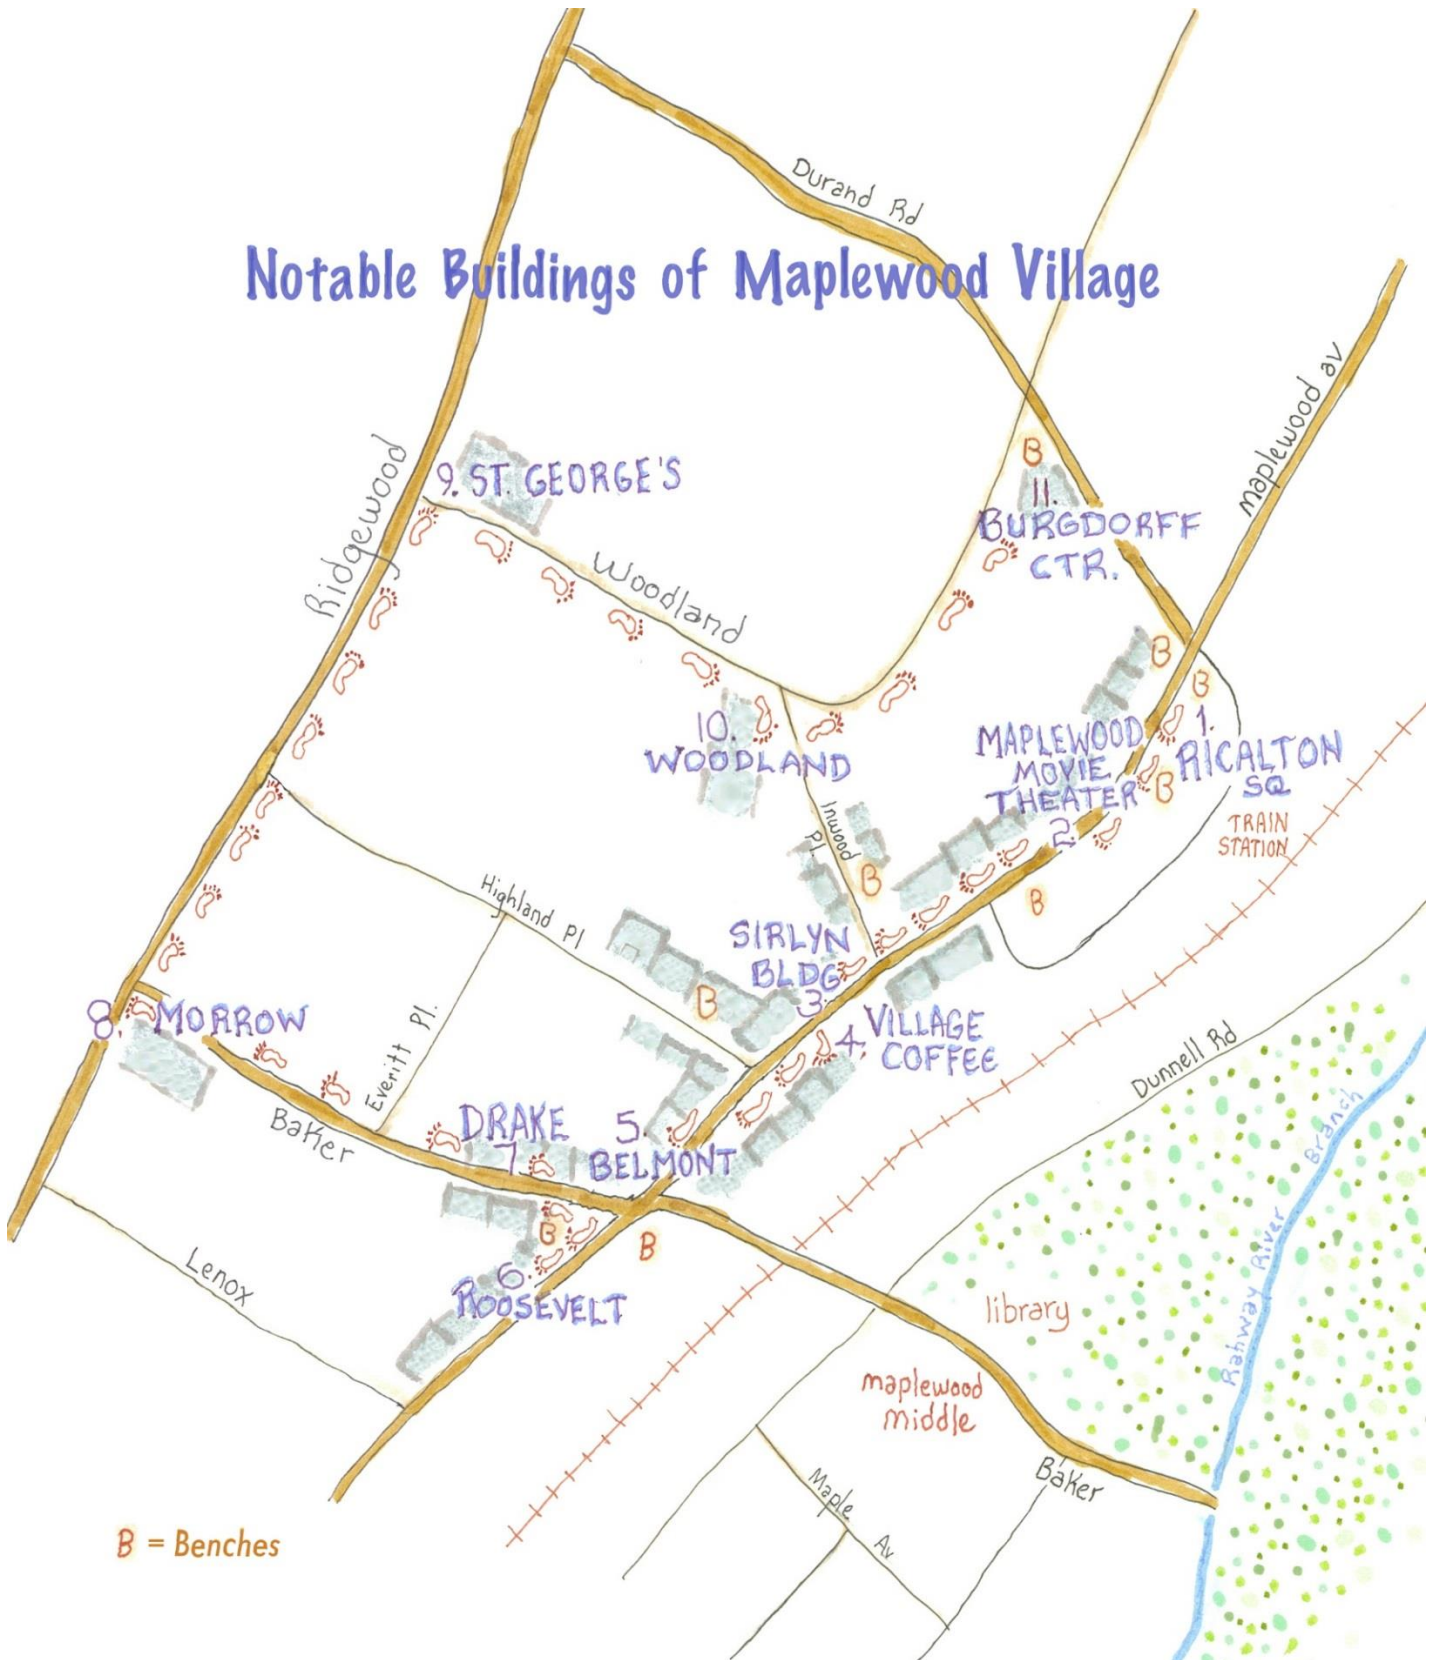 Durand Rd
Notable Buildings of Maplewood Village
maplewood av
Ridgewood
9. ST. GEORGE'S
B
11.
BURGDORFF
CTR.
Woodland
B
B
10.
WOODLAND
MAPLEWOOD
MOVIE
THEATER
2.
1.
RICALTON
SQ
B
TRAIN
STATION
Inwood
Pl.
B
B
Highland Pl
SIRLYN
BLDG
3.
B
8. MORROW
4. VILLAGE
COFFEE
Everitt Pl.
Dunnell Rd
Baker
DRAKE
7
5.
BELMONT
Rahway River Branch
B
B
6.
ROOSEVELT
Lenox
library
maplewood
middle
Baker
Maple
Av
B = Benches